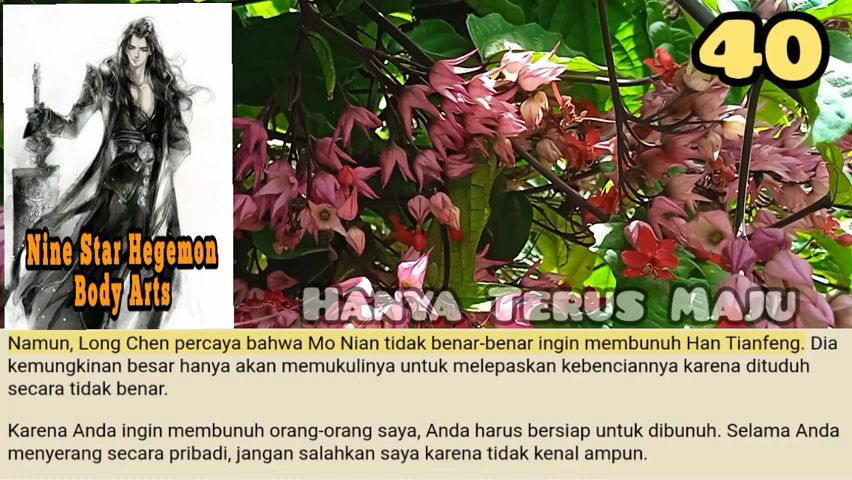 40
Nine Star Hegemon
Body Arts
Hanya Terus Maju
Namun, Long Chen percaya bahwa Mo Nian tidak benar-benar ingin membunuh Han Tianfeng. Dia
kemungkinan besar hanya akan memukulinya untuk melepaskan kebenciannya karena dituduh
secara tidak benar.
Karena Anda ingin membunuh orang-orang saya, Anda harus bersiap untuk dibunuh. Selama Anda
menyerang secara pribadi, jangan salahkan saya karena tidak kenal ampun.